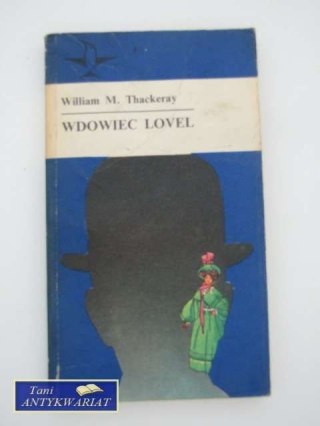 William M. Thackeray
WDOWIEC LOVEL
Tani
ANTYKWARIAT